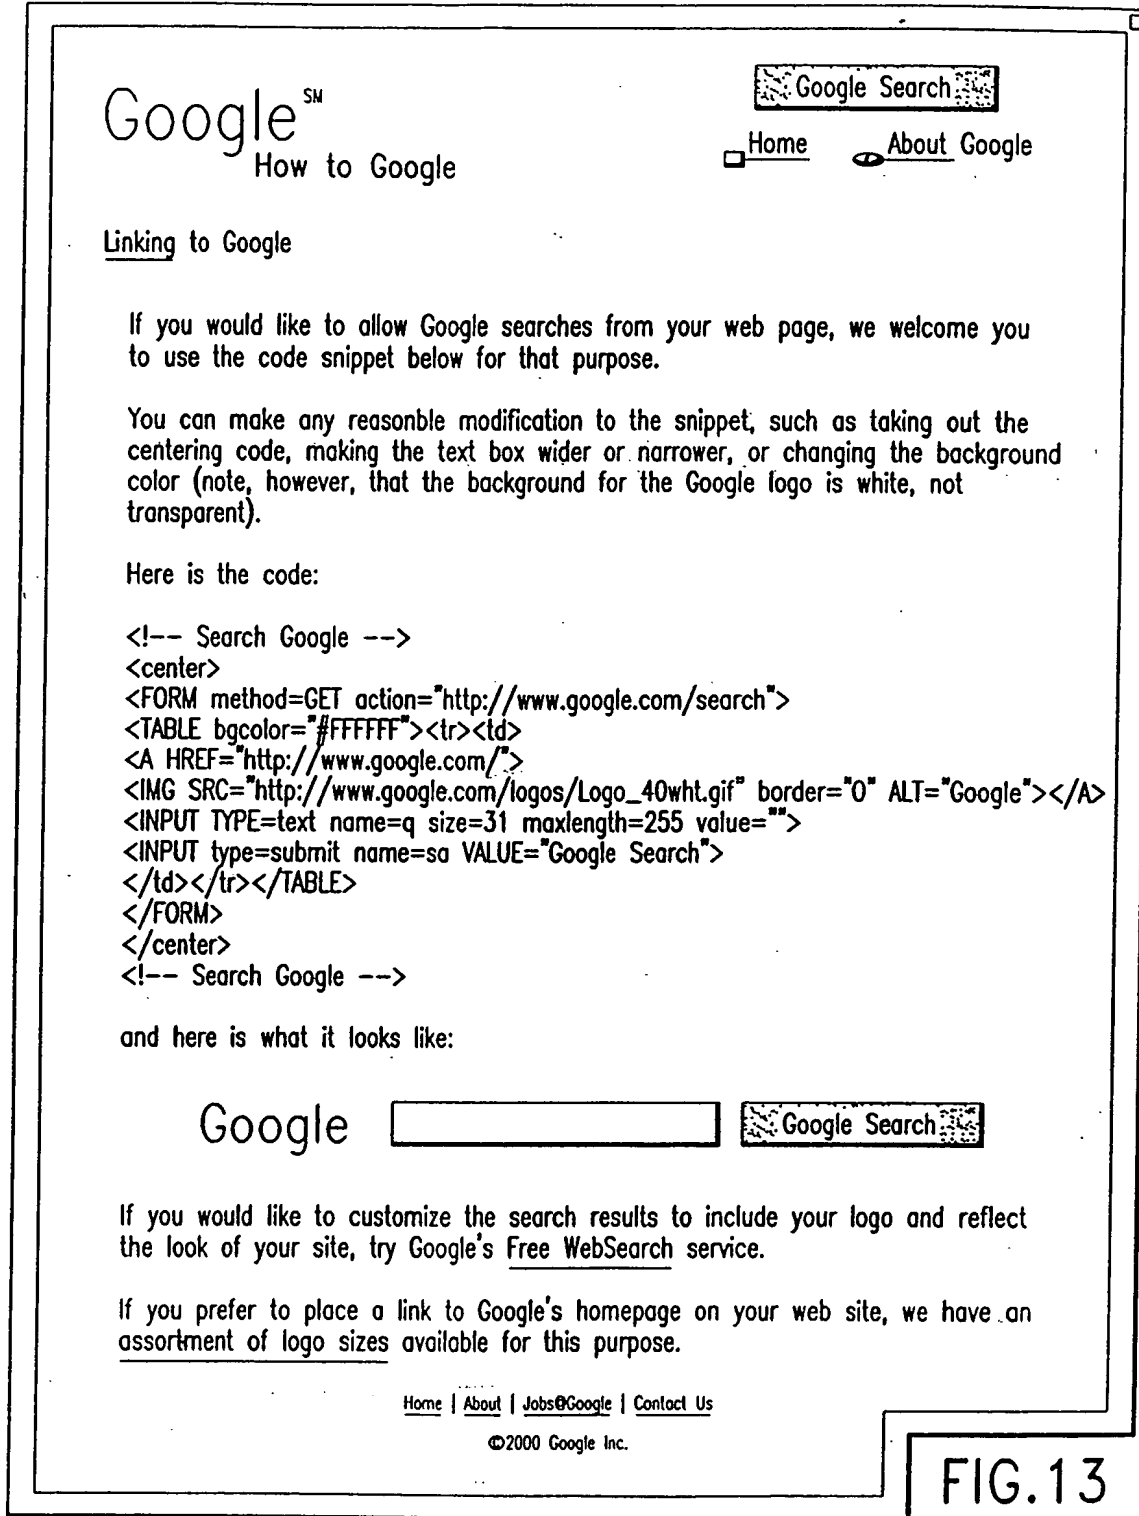 Google℠
How to Google
Google Search
Home About Google
Linking to Google
If you would like to allow Google searches from your web page, we welcome you
to use the code snippet below for that purpose.
You can make any reasonble modification to the snippet, such as taking out the
centering code, making the text box wider or narrower, or changing the background
color (note, however, that the background for the Google logo is white, not
transparent).
Here is the code:
<!-- Search Google -->
<center>
<FORM method=GET action="http://www.google.com/search">
<TABLE bgcolor="#FFFFFF"><tr><td>
<A HREF="http://www.google.com/">
<IMG SRC="http://www.google.com/logos/Logo_40wht.gif" border="0" ALT="Google"></A>
<INPUT TYPE=text name=q size=31 maxlength=255 value="">
<INPUT type=submit name=sa VALUE="Google Search">
</td></tr></TABLE>
</FORM>
</center>
<!-- Search Google -->
and here is what it looks like:
Google Google Search
If you would like to customize the search results to include your logo and reflect
the look of your site, try Google's Free WebSearch service.
If you prefer to place a link to Google's homepage on your web site, we have an
assortment of logo sizes available for this purpose.
Home | About | Jobs@Google | Contact Us
©2000 Google Inc.
FIG.13